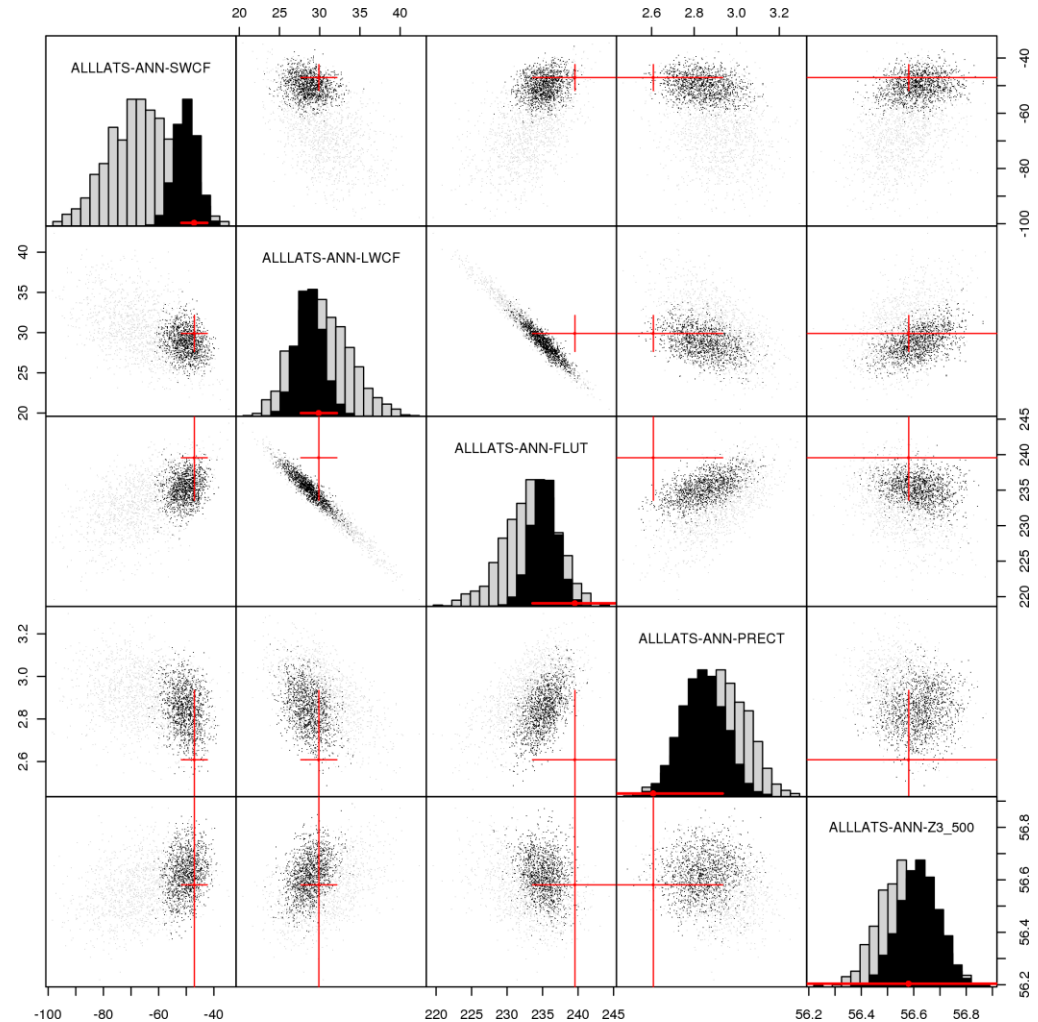 20 25 30 35 40
2.6 2.8 3.0 3.2
ALLLATS-ANN-SWCF
40
-60
-80
-100
ALLLATS-ANN-LWCF
40
35
30
25
20
ALLLATS-ANN-FLUT
245
240
235
230
225
220
ALLLATS-ANN-PRECT
3.2
3.0
2.8
2.6
ALLLATS-ANN-Z3_500
56.8
56.6
56.4
56.2
-100 -80 -60 -40
220 225 230 235 240 245
56.2 56.4 56.6 56.8